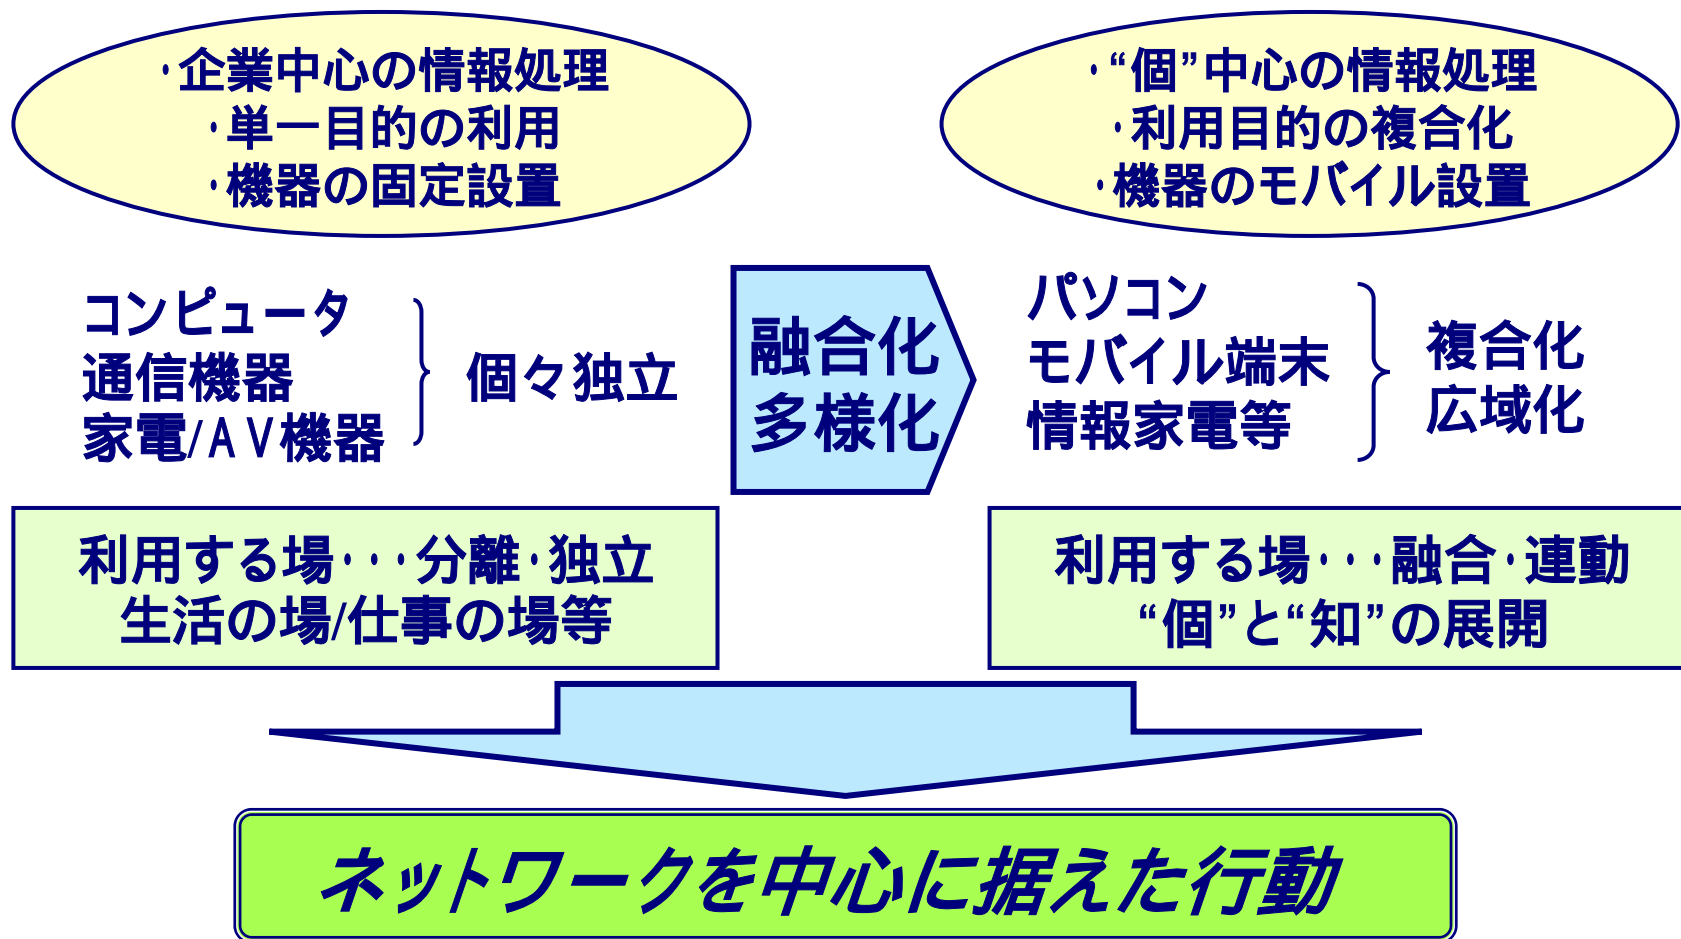 ･企業中心の情報処理
･単一目的の利用
･機器の固定設置
･“個”中心の情報処理
･利用目的の複合化
･機器のモバイル設置
コンピュータ
通信機器
家電/ＡＶ機器
個々独立
融合化
多様化
パソコン
モバイル端末
情報家電等
複合化
広域化
利用する場･･･分離･独立
生活の場/仕事の場等
利用する場･･･融合･連動
“個”と“知”の展開
ネットワークを中心に据えた行動